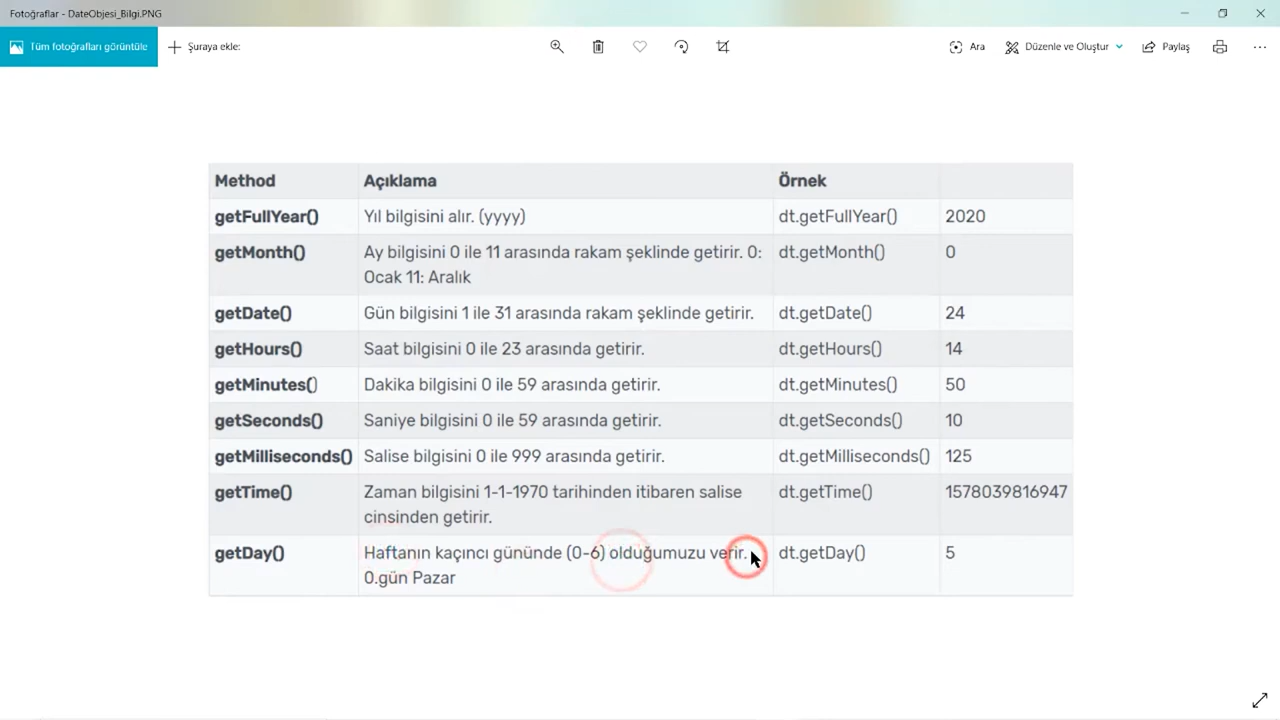 Fotoğraflar - DateObjesi_Bilgi.PNG
Tüm fotoğrafları görüntüle
Şuraya ekle:
Ara
Düzenle ve Oluştur
Paylaş
Method Açıklama Örnek
getFullYear() Yıl bilgisini alır. (yyyy) dt.getFullYear() 2020
getMonth() Ay bilgisini 0 ile 11 arasında rakam şeklinde getirir. 0: dt.getMonth() 0
Ocak 11: Aralık
getDate() Gün bilgisini 1 ile 31 arasında rakam şeklinde getirir. dt.getDate() 24
getHours() Saat bilgisini 0 ile 23 arasında getirir. dt.getHours() 14
getMinutes() Dakika bilgisini 0 ile 59 arasında getirir. dt.getMinutes() 50
getSeconds() Saniye bilgisini 0 ile 59 arasında getirir. dt.getSeconds() 10
getMilliseconds() Salise bilgisini 0 ile 999 arasında getirir. dt.getMilliseconds() 125
getTime() Zaman bilgisini 1-1-1970 tarihinden itibaren salise dt.getTime() 1578039816947
cinsinden getirir.
getDay() Haftanın kaçıncı gününde (0-6) olduğumuzu verir. dt.getDay() 5
0.gün Pazar